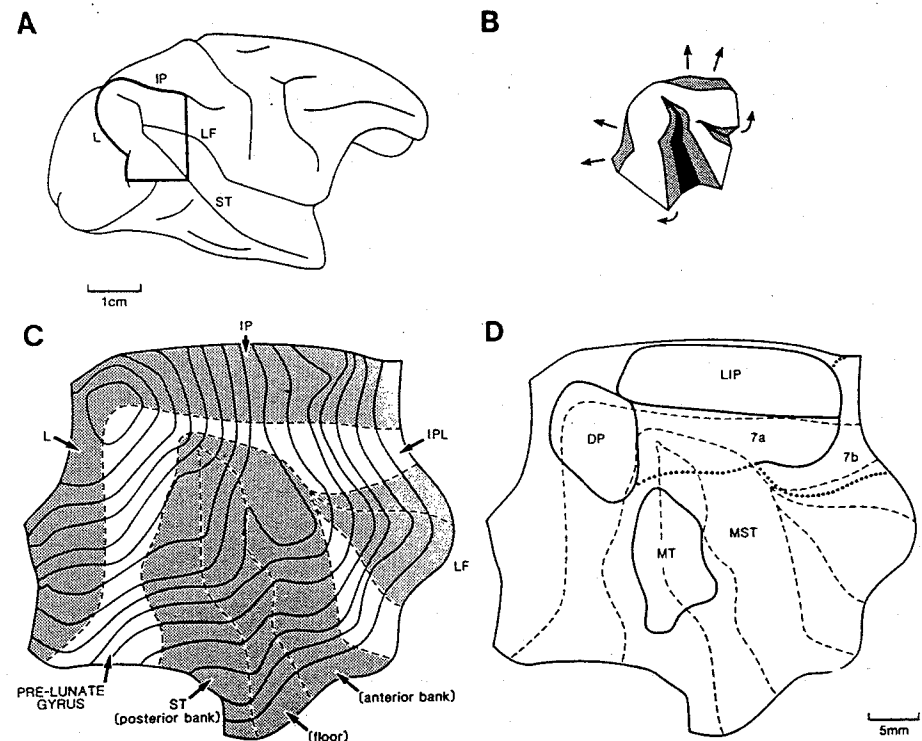 A
IP
L
LF
ST
1cm
B
C
IP
L
IPL
LF
PRE-LUNATE
GYRUS
ST
(posterior bank)
(floor)
(anterior bank)
D
LIP
DP
7a
7b
MT
MST
5mm